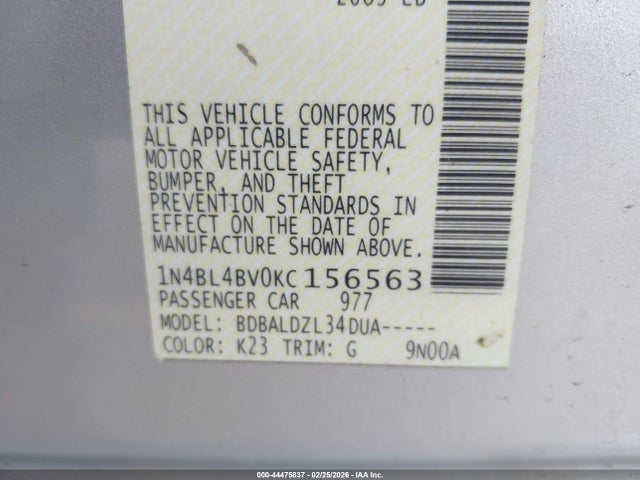 THIS VEHICLE CONFORMS TO
ALL APPLICABLE FEDERAL
MOTOR VEHICLE SAFETY,
BUMPER, AND THEFT
PREVENTION STANDARDS IN
EFFECT ON THE DATE OF
MANUFACTURE SHOWN ABOVE.
1N4BL4BV0KC156563
PASSENGER CAR 977
MODEL: BDBALDZL34DUA-----
COLOR: K23 TRIM: G 9N00A
000-44475837 - 02/25/2026 - IAA Inc.